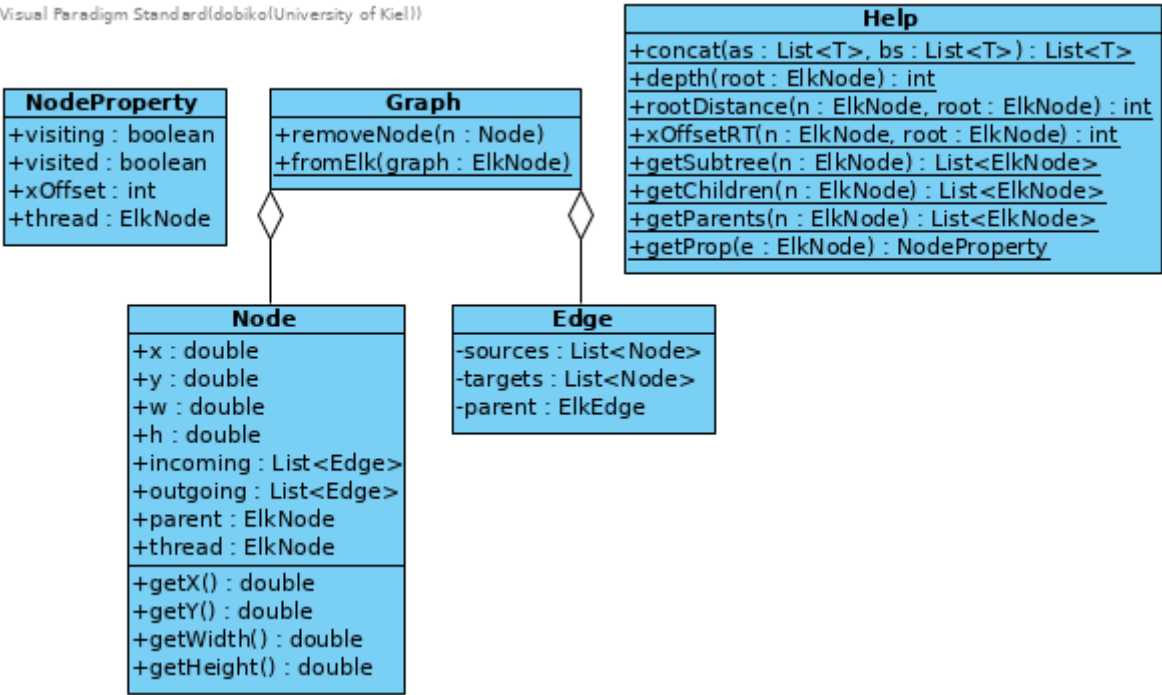 Visual Paradigm Standard(dobiko(University of Kiel))
Help
+concat(as : List<T>, bs : List<T>) : List<T>
+depth(root : ElkNode) : int
+rootDistance(n : ElkNode, root : ElkNode) : int
+xOffsetRT(n : ElkNode, root : ElkNode) : int
+getSubtree(n : ElkNode) : List<ElkNode>
+getChildren(n : ElkNode) : List<ElkNode>
+getParents(n : ElkNode) : List<ElkNode>
+getProp(e : ElkNode) : NodeProperty
NodeProperty
+visiting : boolean
+visited : boolean
+xOffset : int
+thread : ElkNode
Graph
+removeNode(n : Node)
+fromElk(graph : ElkNode)
Node
+x : double
+y : double
+w : double
+h : double
+incoming : List<Edge>
+outgoing : List<Edge>
+parent : ElkNode
+thread : ElkNode
+getX() : double
+getY() : double
+getWidth() : double
+getHeight() : double
Edge
-sources : List<Node>
-targets : List<Node>
-parent : ElkEdge